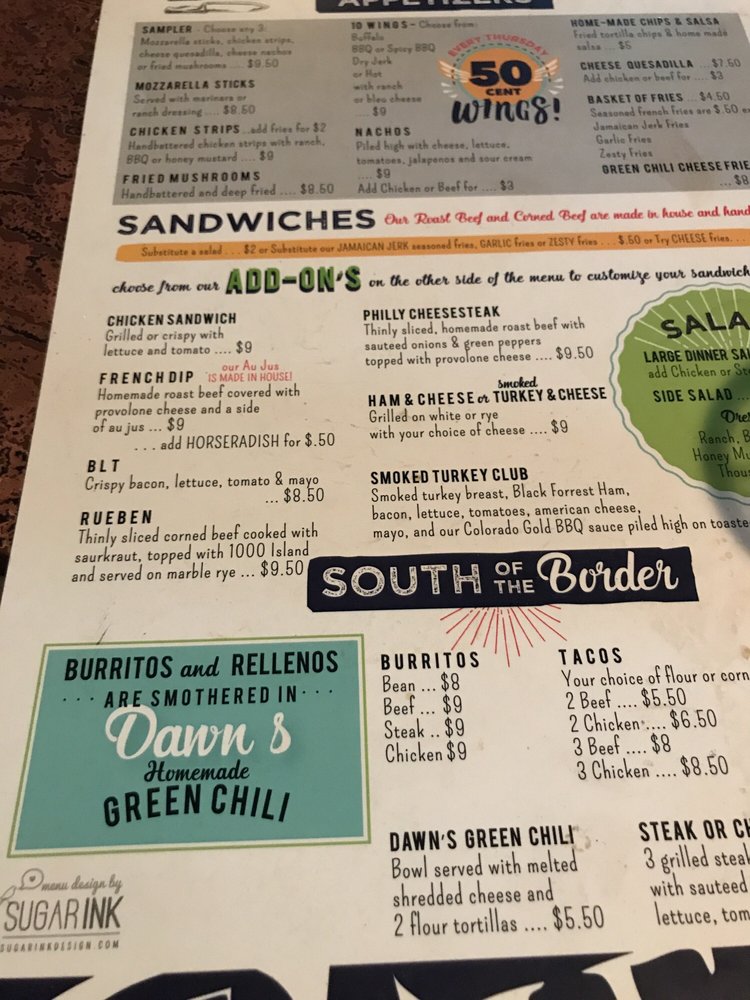 APPETIZERS
SAMPLER - Choose any 3:
Mozzarella sticks, chicken strips,
cheese quesadilla, cheese nachos
or fried mushrooms .... $9.50
MOZZARELLA STICKS
Served with marinara or
ranch dressing .... $8.50
CHICKEN STRIPS ..add fries for $2
Handbattered chicken strips with ranch,
BBQ or honey mustard .... $9
FRIED MUSHROOMS
Handbattered and deep fried .... $8.50
10 WINGS - Choose from:
Buffalo
BBQ or Spicy BBQ
Dry Jerk
or Hot
with ranch
or bleo cheese
.... $9
EVERY THURSDAY
50
CENT
WINGS!
NACHOS
Piled high with cheese, lettuce,
tomatoes, jalapenos and sour cream
.... $9
Add Chicken or Beef for .... $3
HOME-MADE CHIPS & SALSA
Fried tortilla chips & home made
salsa ... $5
CHEESE QUESADILLA ... $7.50
Add chicken or beef for .... $3
BASKET OF FRIES .. $4.50
Seasoned french fries are $.50
Jamaican Jerk Fries
Garlic Fries
Zesty Fries
GREEN CHILI CHEESE FRIE
... $8
SANDWICHES Our Roast Beef and Corned Beef are made in house and hand
Substitute a salad . . . $2 or Substitute our JAMAICAN JERK seasoned fries, GARLIC fries or ZESTY fries . . . $.50 or Try CHEESE fries. . .
choose from our ADD-ON'S on the other side of the menu to customize your sandwich
CHICKEN SANDWICH
Grilled or crispy with
lettuce and tomato .... $9
FRENCH DIP our Au Jus
IS MADE IN HOUSE!
Homemade roast beef covered with
provolone cheese and a side
of au jus ... $9
. . . add HORSERADISH for $.50
BLT
Crispy bacon, lettuce, tomato & mayo
... $8.50
RUEBEN
Thinly sliced corned beef cooked with
saurkraut, topped with 1000 Island
and served on marble rye ... $9.50
PHILLY CHEESESTEAK
Thinly sliced, homemade roast beef with
sauteed onions & green peppers
topped with provolone cheese .... $9.50
HAM & CHEESE or smoked TURKEY & CHEESE
Grilled on white or rye
with your choice of cheese .... $9
SMOKED TURKEY CLUB
Smoked turkey breast, Black Forrest Ham,
bacon, lettuce, tomatoes, american cheese,
mayo, and our Colorado Gold BBQ sauce piled high on toaste
SALA
LARGE DINNER SA
add Chicken or Ste
SIDE SALAD ...
Dre
Ranch, B
Honey Mu
Thous
SOUTH OF THE Border
BURRITOS and RELLENOS
... ARE SMOTHERED IN ...
Dawn s
Homemade
GREEN CHILI
BURRITOS
Bean ... $8
Beef ... $9
Steak .. $9
Chicken $9
TACOS
Your choice of flour or corn
2 Beef .... $5.50
2 Chicken .... $6.50
3 Beef .... $8
3 Chicken .... $8.50
DAWN'S GREEN CHILI
Bowl served with melted
shredded cheese and
2 flour tortillas .... $5.50
STEAK OR CH
3 grilled steak
with sauteed
lettuce, tom
menu design by
SUGAR INK
SUGARINKDESIGN.COM